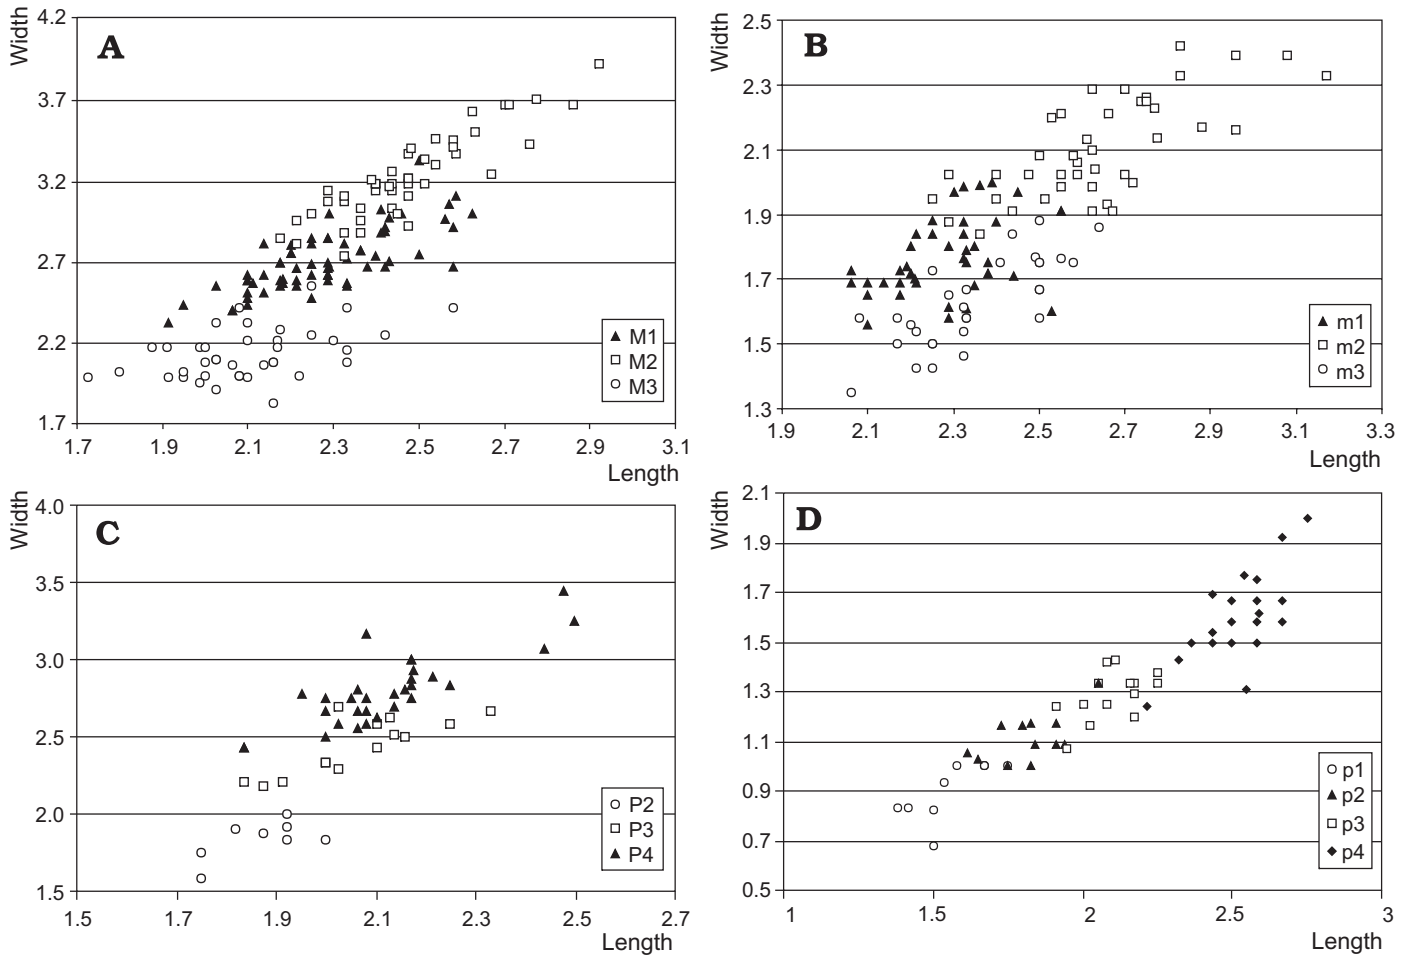 Width
A
4.2
3.7
3.2
2.7
2.2
1.7
1.7 1.9 2.1 2.3 2.5 2.7 2.9 3.1
Length
M1
M2
M3
Width
B
2.5
2.3
2.1
1.9
1.7
1.5
1.3
1.9 2.1 2.3 2.5 2.7 2.9 3.1 3.3
Length
m1
m2
m3
Width
C
4.0
3.5
3.0
2.5
2.0
1.5
1.5 1.7 1.9 2.1 2.3 2.5 2.7
Length
P2
P3
P4
Width
D
2.1
1.9
1.7
1.5
1.3
1.1
0.9
0.7
0.5
1 1.5 2 2.5 3
Length
p1
p2
p3
p4